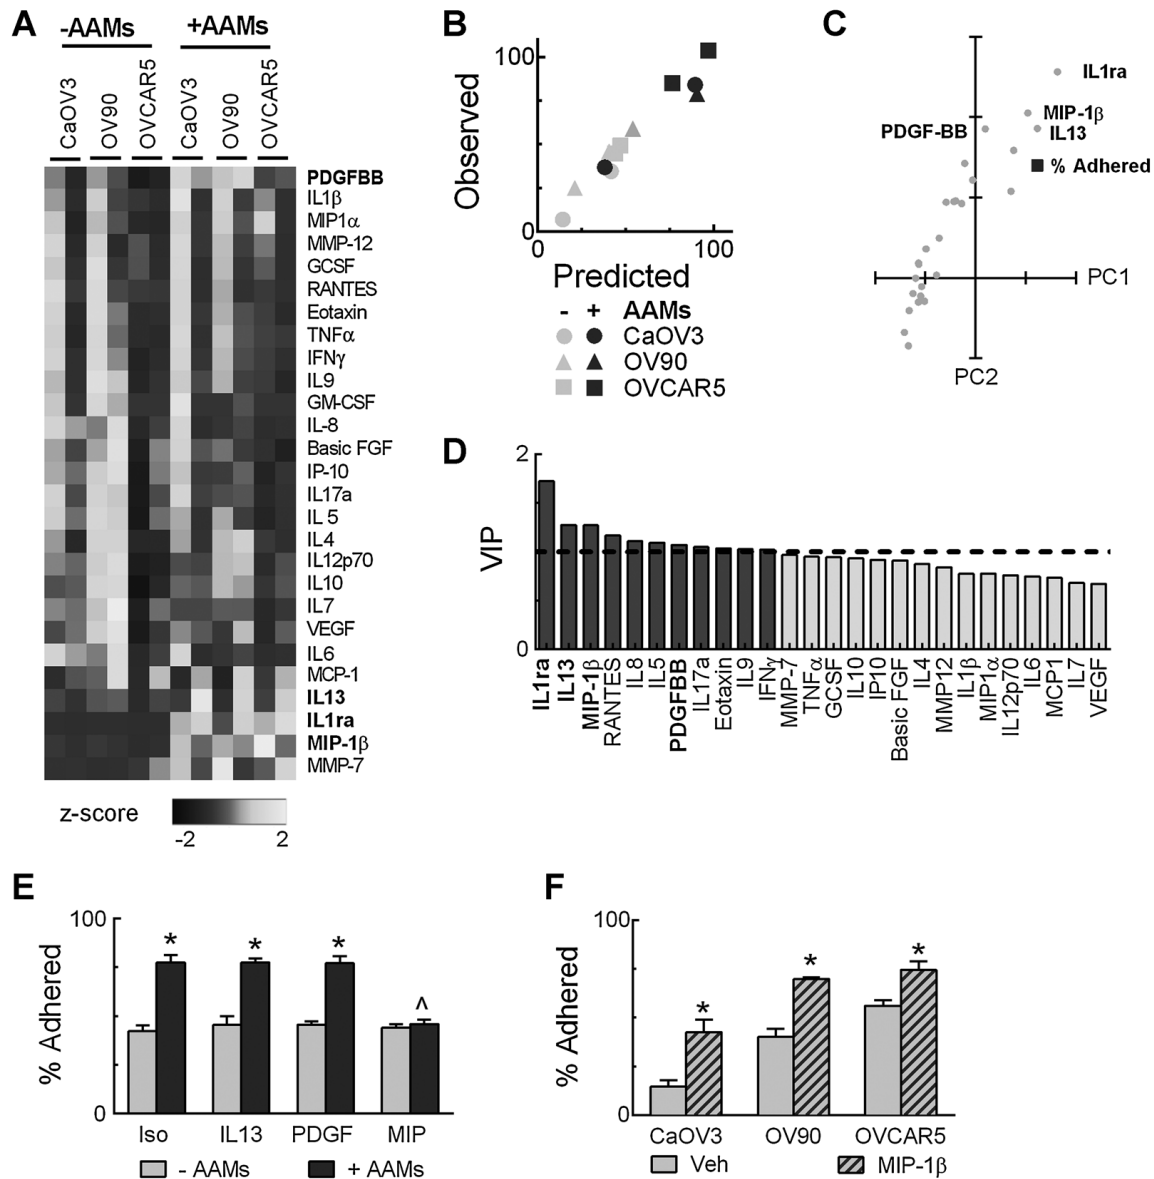 A
-AAMs
+AAMs
CaOV3
OV90
OVCAR5
CaOV3
OV90
OVCAR5
PDGFBB
IL1β
MIP1α
MMP-12
GCSF
RANTES
Eotaxin
TNFα
IFNγ
IL9
GM-CSF
IL-8
Basic FGF
IP-10
IL17a
IL 5
IL4
IL12p70
IL10
IL7
VEGF
IL6
MCP-1
IL13
IL1ra
MIP-1β
MMP-7
z-score
-2
2
B
Observed
100
0
0
100
Predicted
- + AAMs
CaOV3
OV90
OVCAR5
C
IL1ra
MIP-1β
PDGF-BB
IL13
% Adhered
PC1
PC2
D
VIP
2
0
IL1ra
IL13
MIP-1β
RANTES
IL8
IL5
PDGFBB
IL17a
Eotaxin
IL9
IFNγ
MMP-7
TNFα
GCSF
IL10
IP10
Basic FGF
IL4
MMP12
IL1β
MIP1α
IL12p70
IL6
MCP1
IL7
VEGF
E
% Adhered
100
0
* * * ^
Iso IL13 PDGF MIP
- AAMs + AAMs
F
% Adhered
100
0
* * *
CaOV3 OV90 OVCAR5
Veh MIP-1β